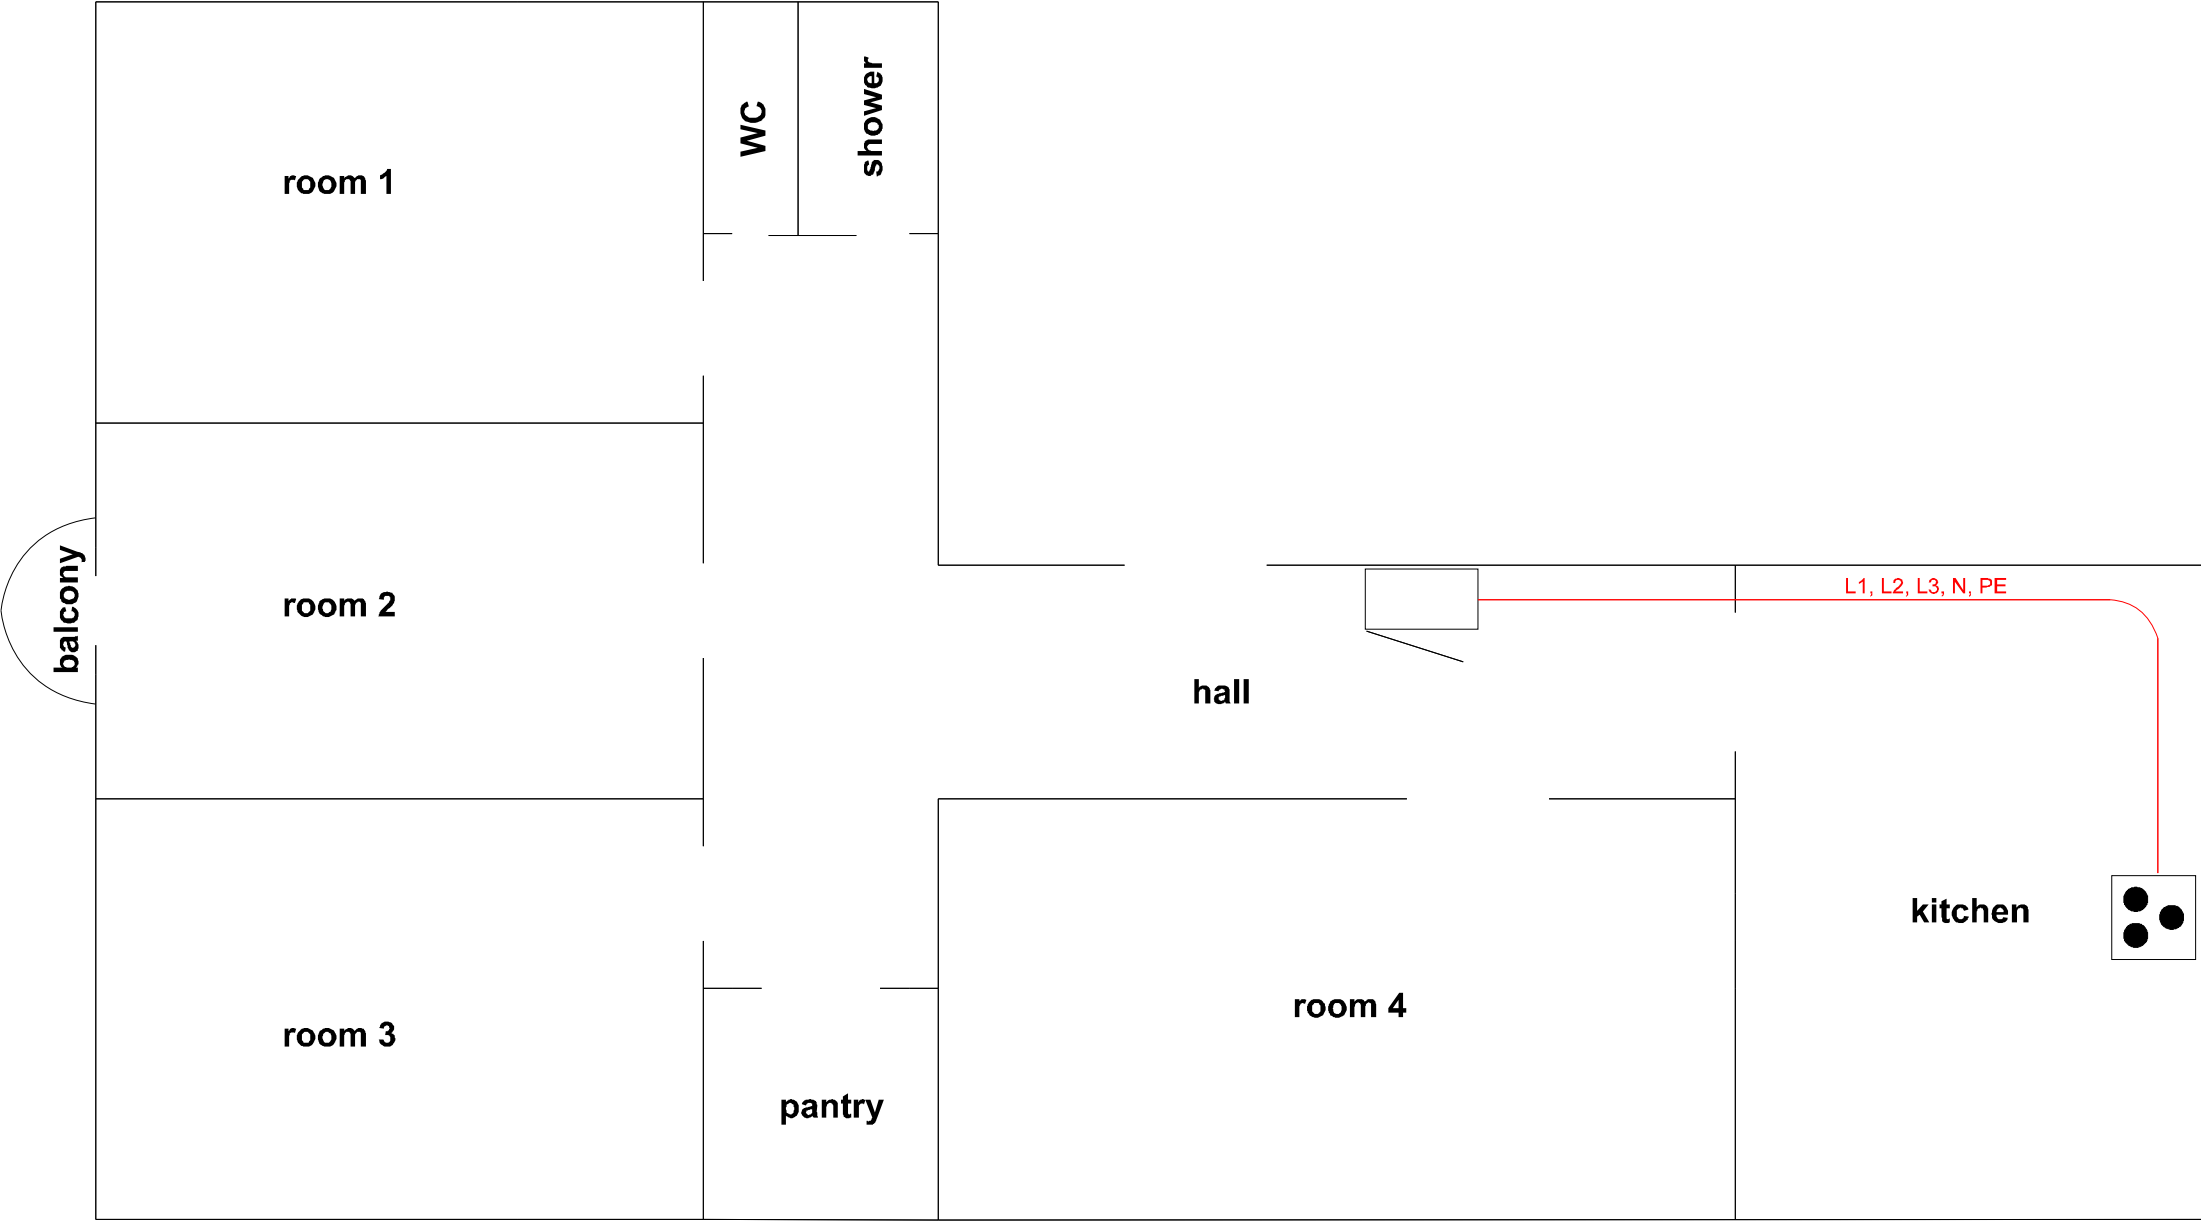 WC
shower
room 1
balcony
room 2
L1, L2, L3, N, PE
hall
kitchen
room 4
room 3
pantry